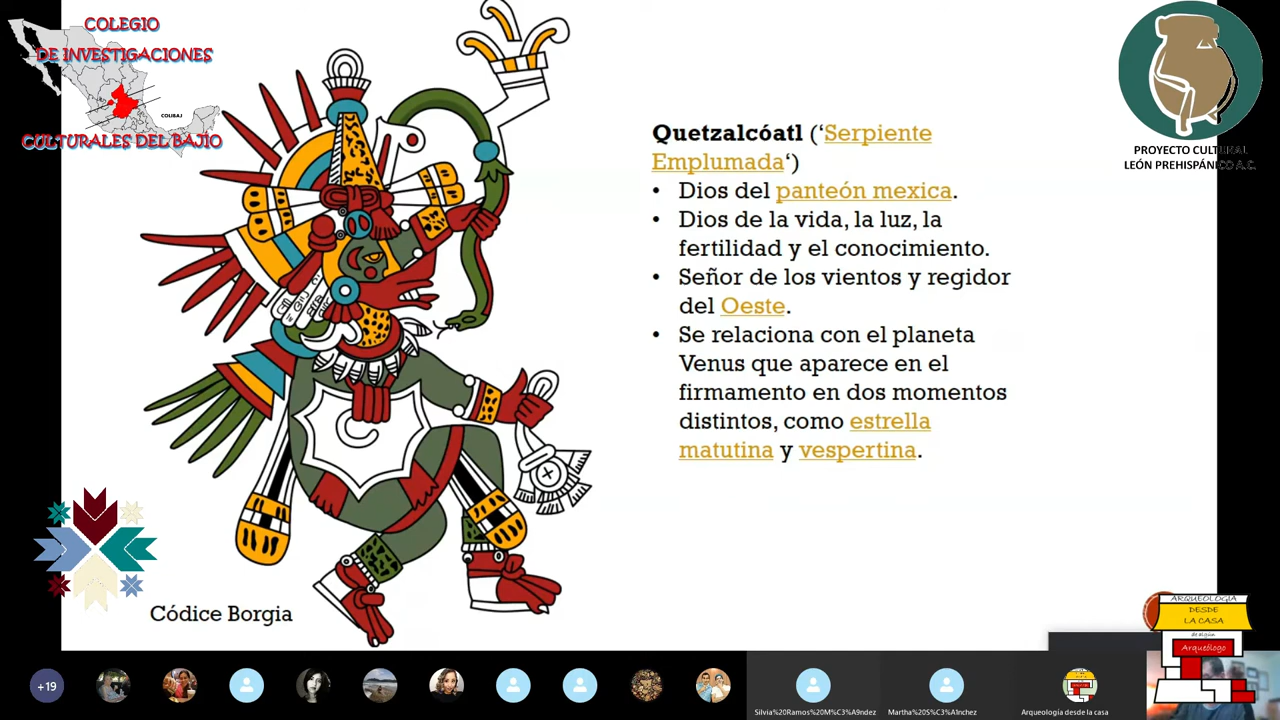 COLEGIO
DE INVESTIGACIONES
COLIBAJ
CULTURALES DEL BAJÍO
PROYECTO CULTURAL
LEÓN PREHISPÁNICO A.C.
Quetzalcóatl (‘Serpiente
Emplumada‘)
• Dios del panteón mexica.
• Dios de la vida, la luz, la
fertilidad y el conocimiento.
• Señor de los vientos y regidor
del Oeste.
• Se relaciona con el planeta
Venus que aparece en el
firmamento en dos momentos
distintos, como estrella
matutina y vespertina.
Códice Borgia
ARQUEOLOGÍA
DESDE
LA CASA
de algún
Arqueólogo
+19
Silvia%20Ramos%20M%C3%A9ndez
Martha%20S%C3%A1nchez
Arqueología desde la casa